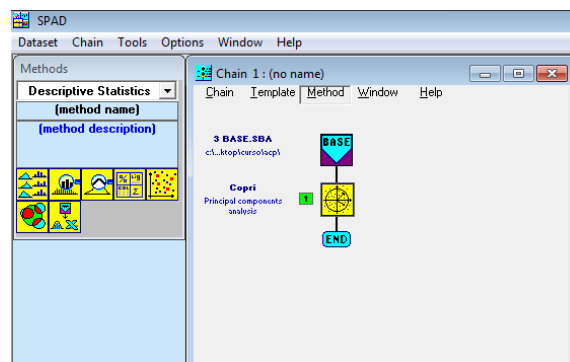 SPAD
Dataset Chain Tools Options Window Help
Methods
Descriptive Statistics
(method name)
(method description)
Chain 1 : (no name)
Chain Template Method Window Help
3 BASE.SBA
c:\...ktop\curso\acp\
BASE
Copri
Principal components
analysis
1
END